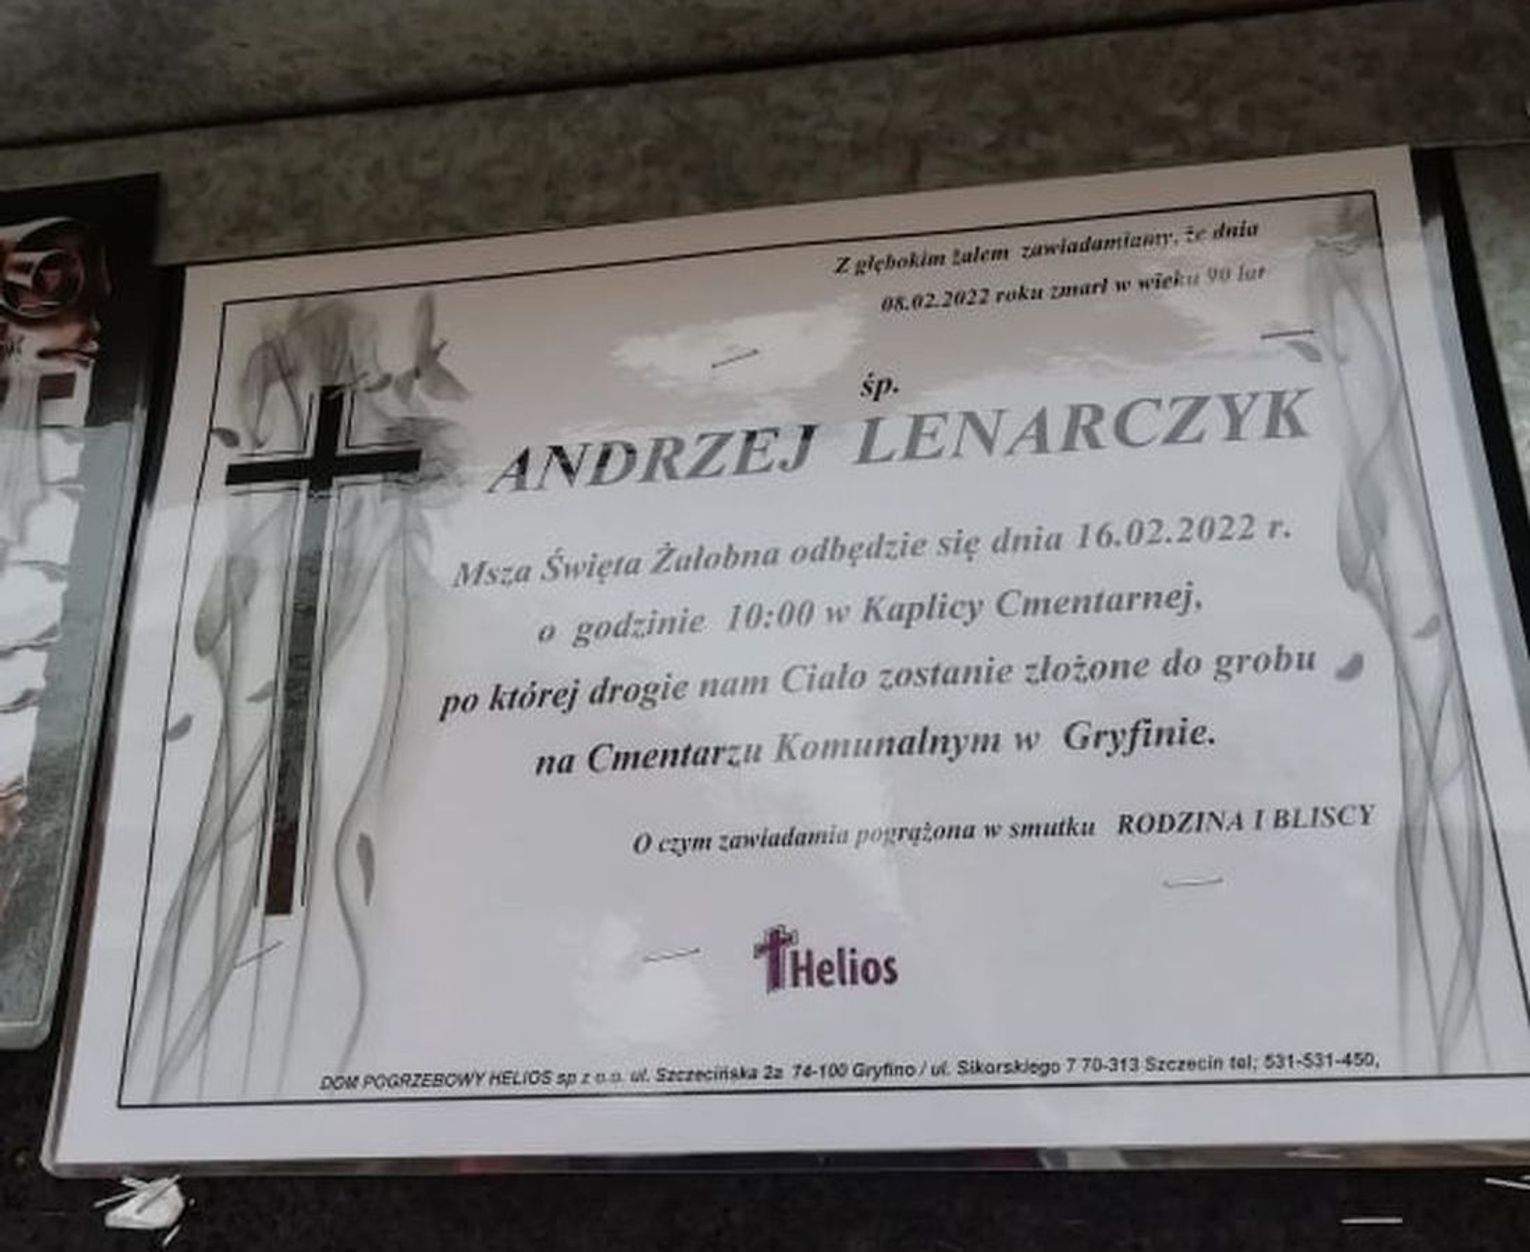 Z głębokim żalem zawiadamiamy, że dnia
08.02.2022 roku zmarł w wieku 90 lat
śp.
ANDRZEJ LENARCZYK
Msza Święta Żałobna odbędzie się dnia 16.02.2022 r.
o godzinie 10:00 w Kaplicy Cmentarnej,
po której drogie nam Ciało zostanie złożone do grobu
na Cmentarzu Komunalnym w Gryfinie.
O czym zawiadamia pogrążona w smutku RODZINA I BLISCY
Helios
DOM POGRZEBOWY HELIOS sp z o.o. ul. Szczecińska 2a 74-100 Gryfino / ul. Sikorskiego 7 70-313 Szczecin tel; 531-531-450,